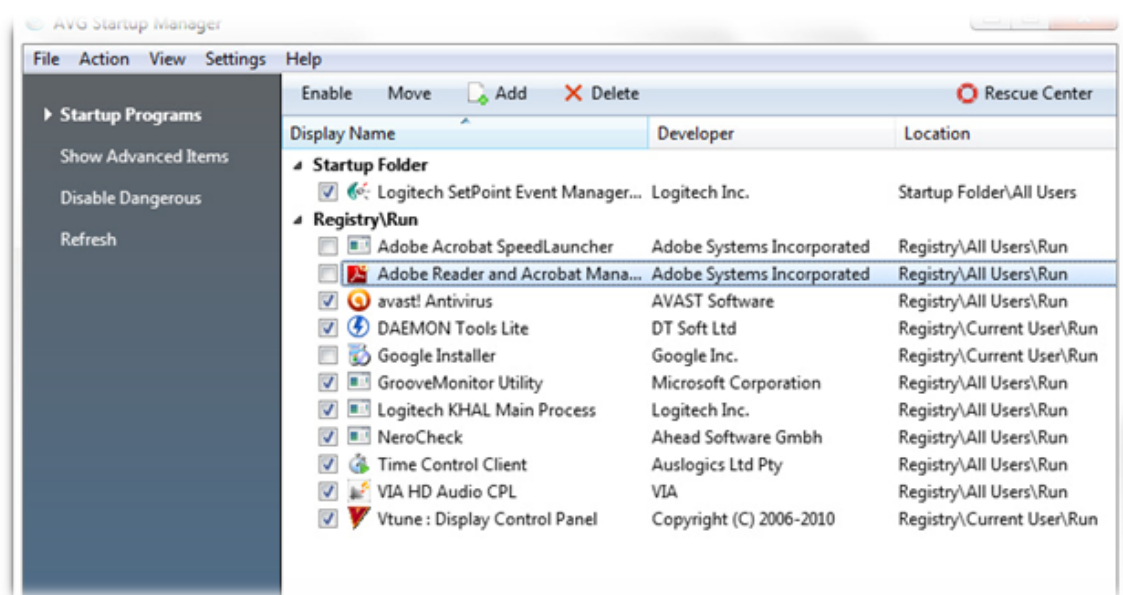 AVG Startup Manager
File Action View Settings Help
Startup Programs
Show Advanced Items
Disable Dangerous
Refresh
Enable Move Add Delete Rescue Center
Display Name Developer Location
Startup Folder
Logitech SetPoint Event Manager... Logitech Inc. Startup Folder\All Users
Registry\Run
Adobe Acrobat SpeedLauncher Adobe Systems Incorporated Registry\All Users\Run
Adobe Reader and Acrobat Mana... Adobe Systems Incorporated Registry\All Users\Run
avast! Antivirus AVAST Software Registry\All Users\Run
DAEMON Tools Lite DT Soft Ltd Registry\Current User\Run
Google Installer Google Inc. Registry\Current User\Run
GrooveMonitor Utility Microsoft Corporation Registry\All Users\Run
Logitech KHAL Main Process Logitech Inc. Registry\All Users\Run
NeroCheck Ahead Software Gmbh Registry\All Users\Run
Time Control Client Auslogics Ltd Pty Registry\All Users\Run
VIA HD Audio CPL VIA Registry\All Users\Run
Vtune : Display Control Panel Copyright (C) 2006-2010 Registry\Current User\Run